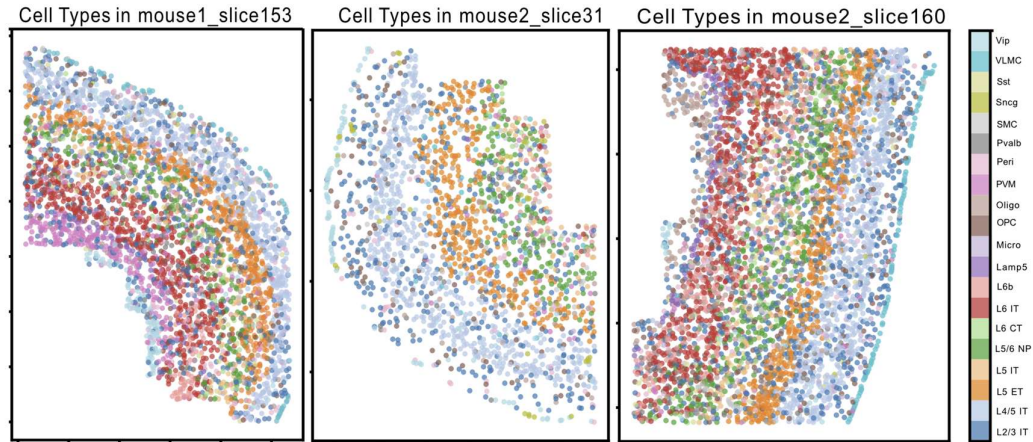 Cell Types in mouse1_slice153
Cell Types in mouse2_slice31
Cell Types in mouse2_slice160
Vip
VLMC
Sst
Sncg
SMC
Pvalb
Peri
PVM
Oligo
OPC
Micro
Lamp5
L6b
L6 IT
L6 CT
L5/6 NP
L5 IT
L5 ET
L4/5 IT
L2/3 IT